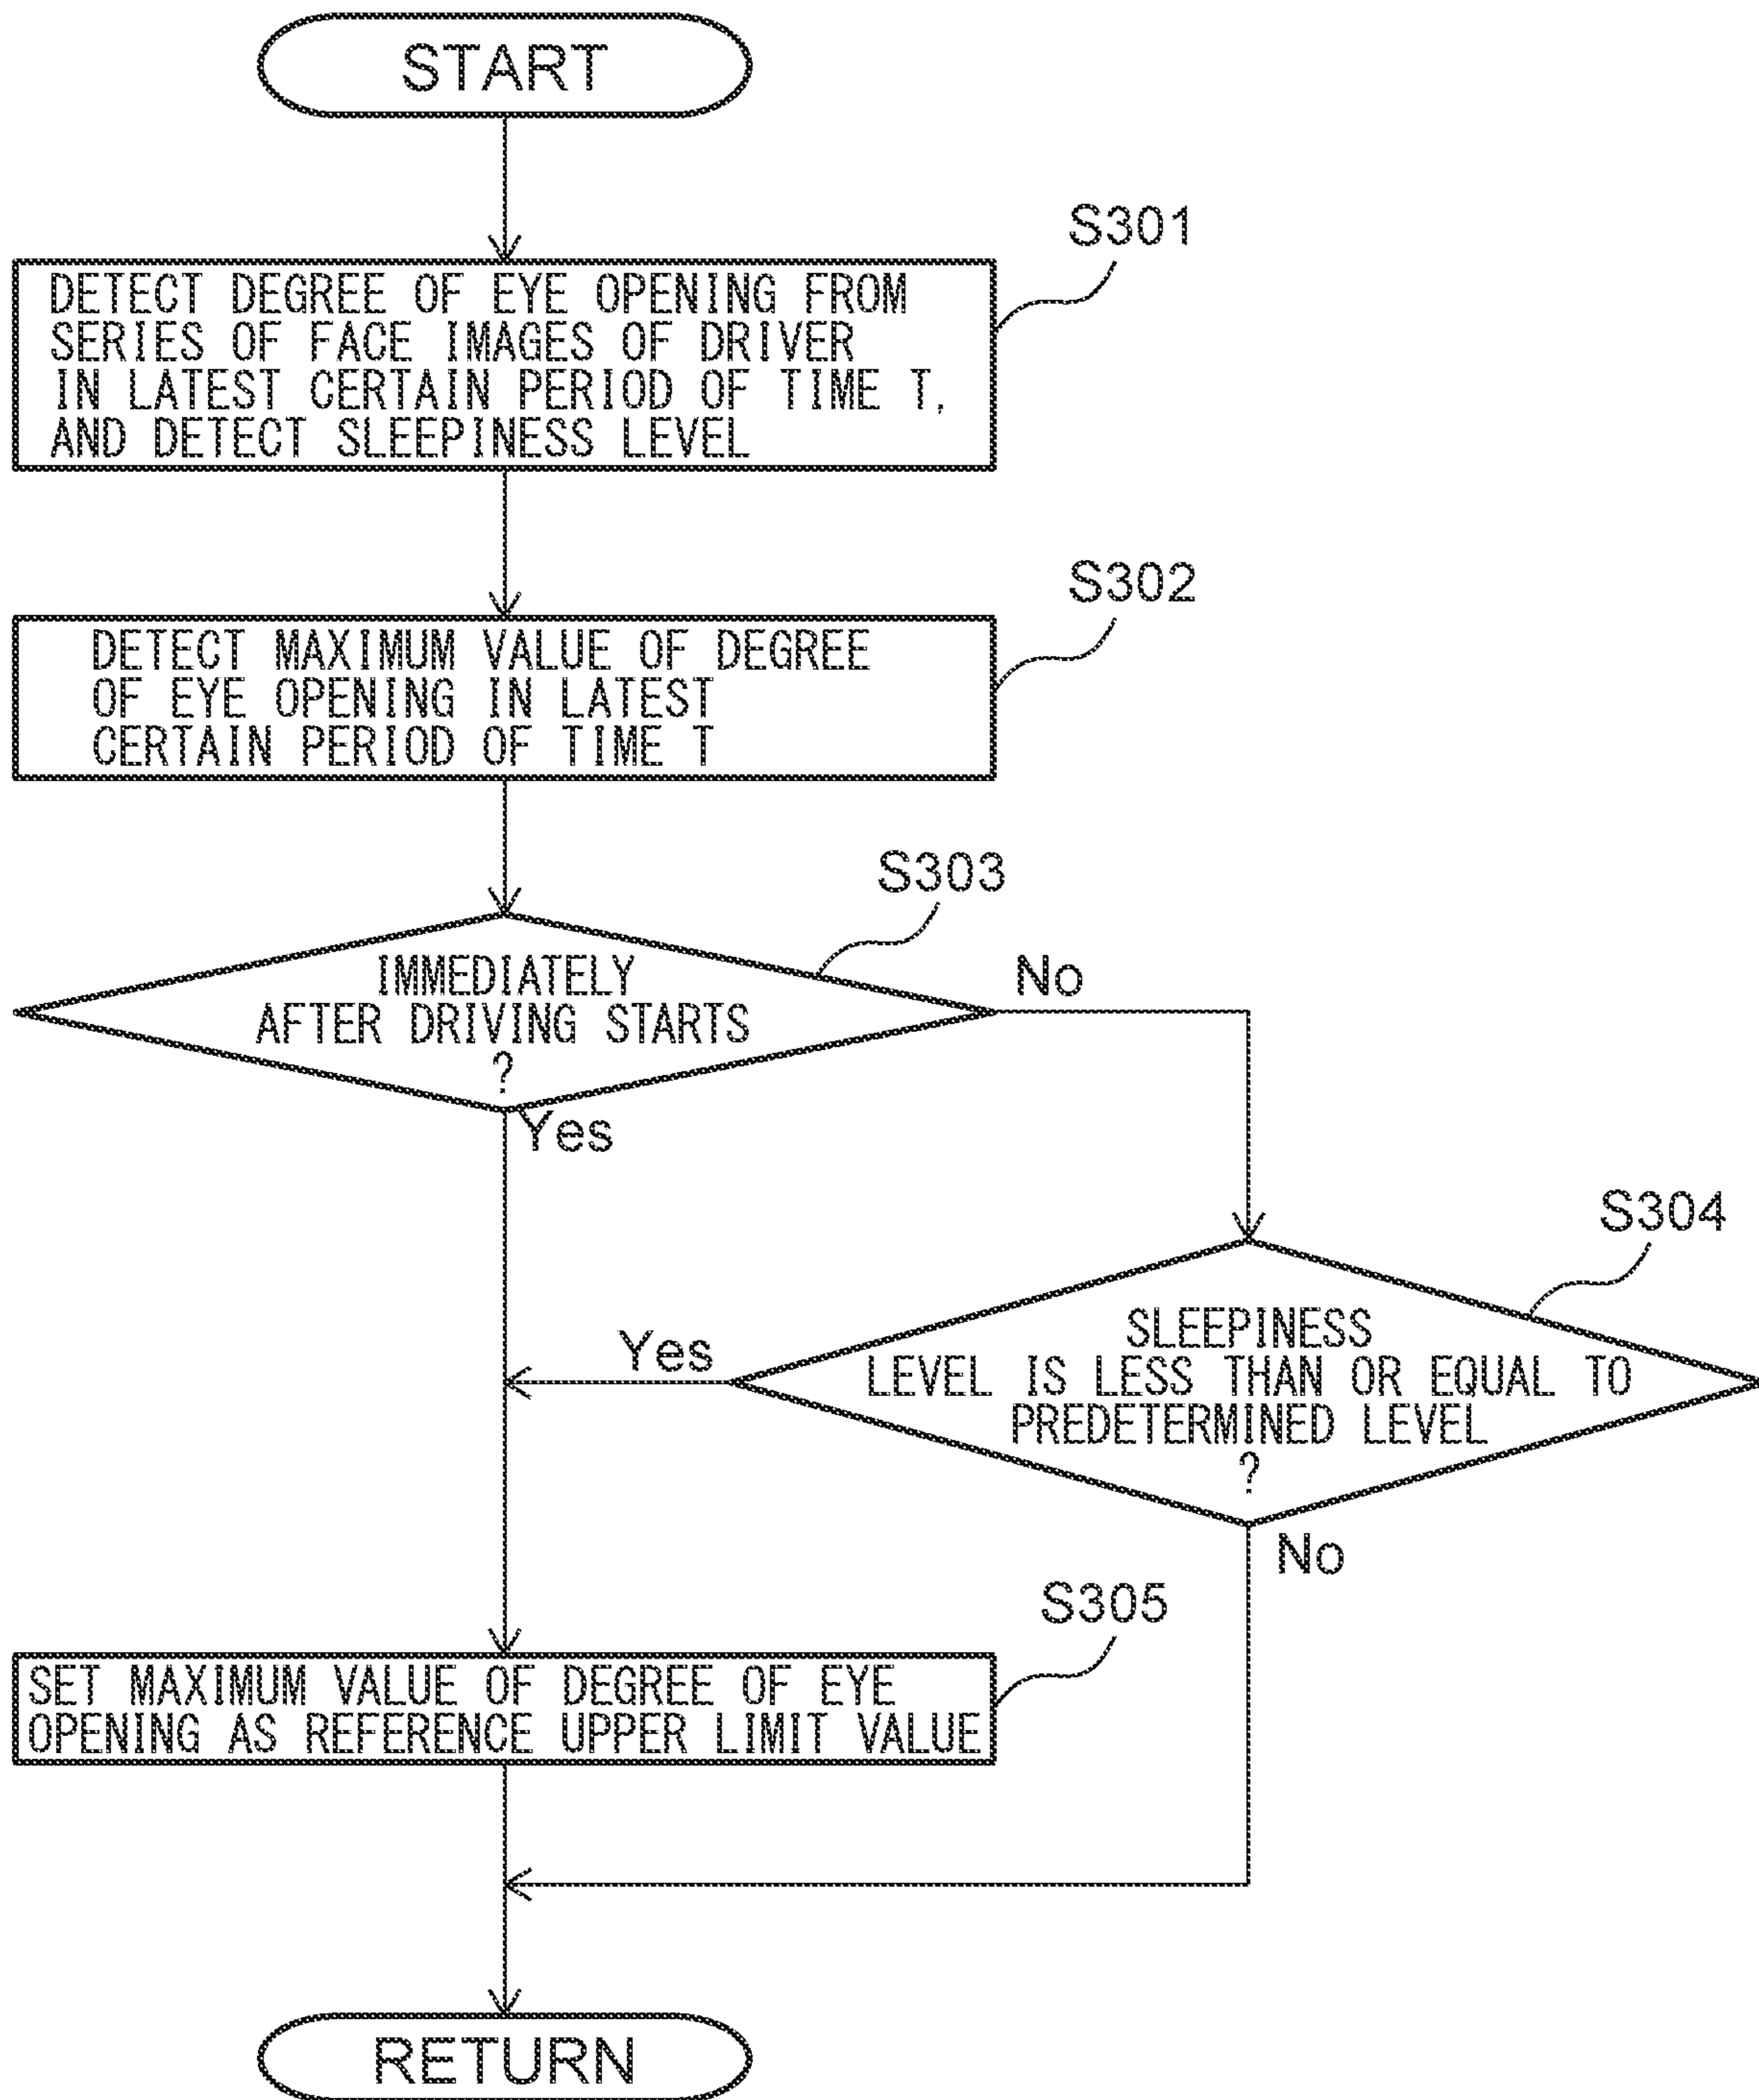 START
S301
DETECT DEGREE OF EYE OPENING FROM
SERIES OF FACE IMAGES OF DRIVER
IN LATEST CERTAIN PERIOD OF TIME T,
AND DETECT SLEEPINESS LEVEL
S302
DETECT MAXIMUM VALUE OF DEGREE
OF EYE OPENING IN LATEST
CERTAIN PERIOD OF TIME T
S303
IMMEDIATELY
AFTER DRIVING STARTS
?
No
Yes
S304
SLEEPINESS
LEVEL IS LESS THAN OR EQUAL TO
PREDETERMINED LEVEL
?
Yes
No
S305
SET MAXIMUM VALUE OF DEGREE OF EYE
OPENING AS REFERENCE UPPER LIMIT VALUE
RETURN